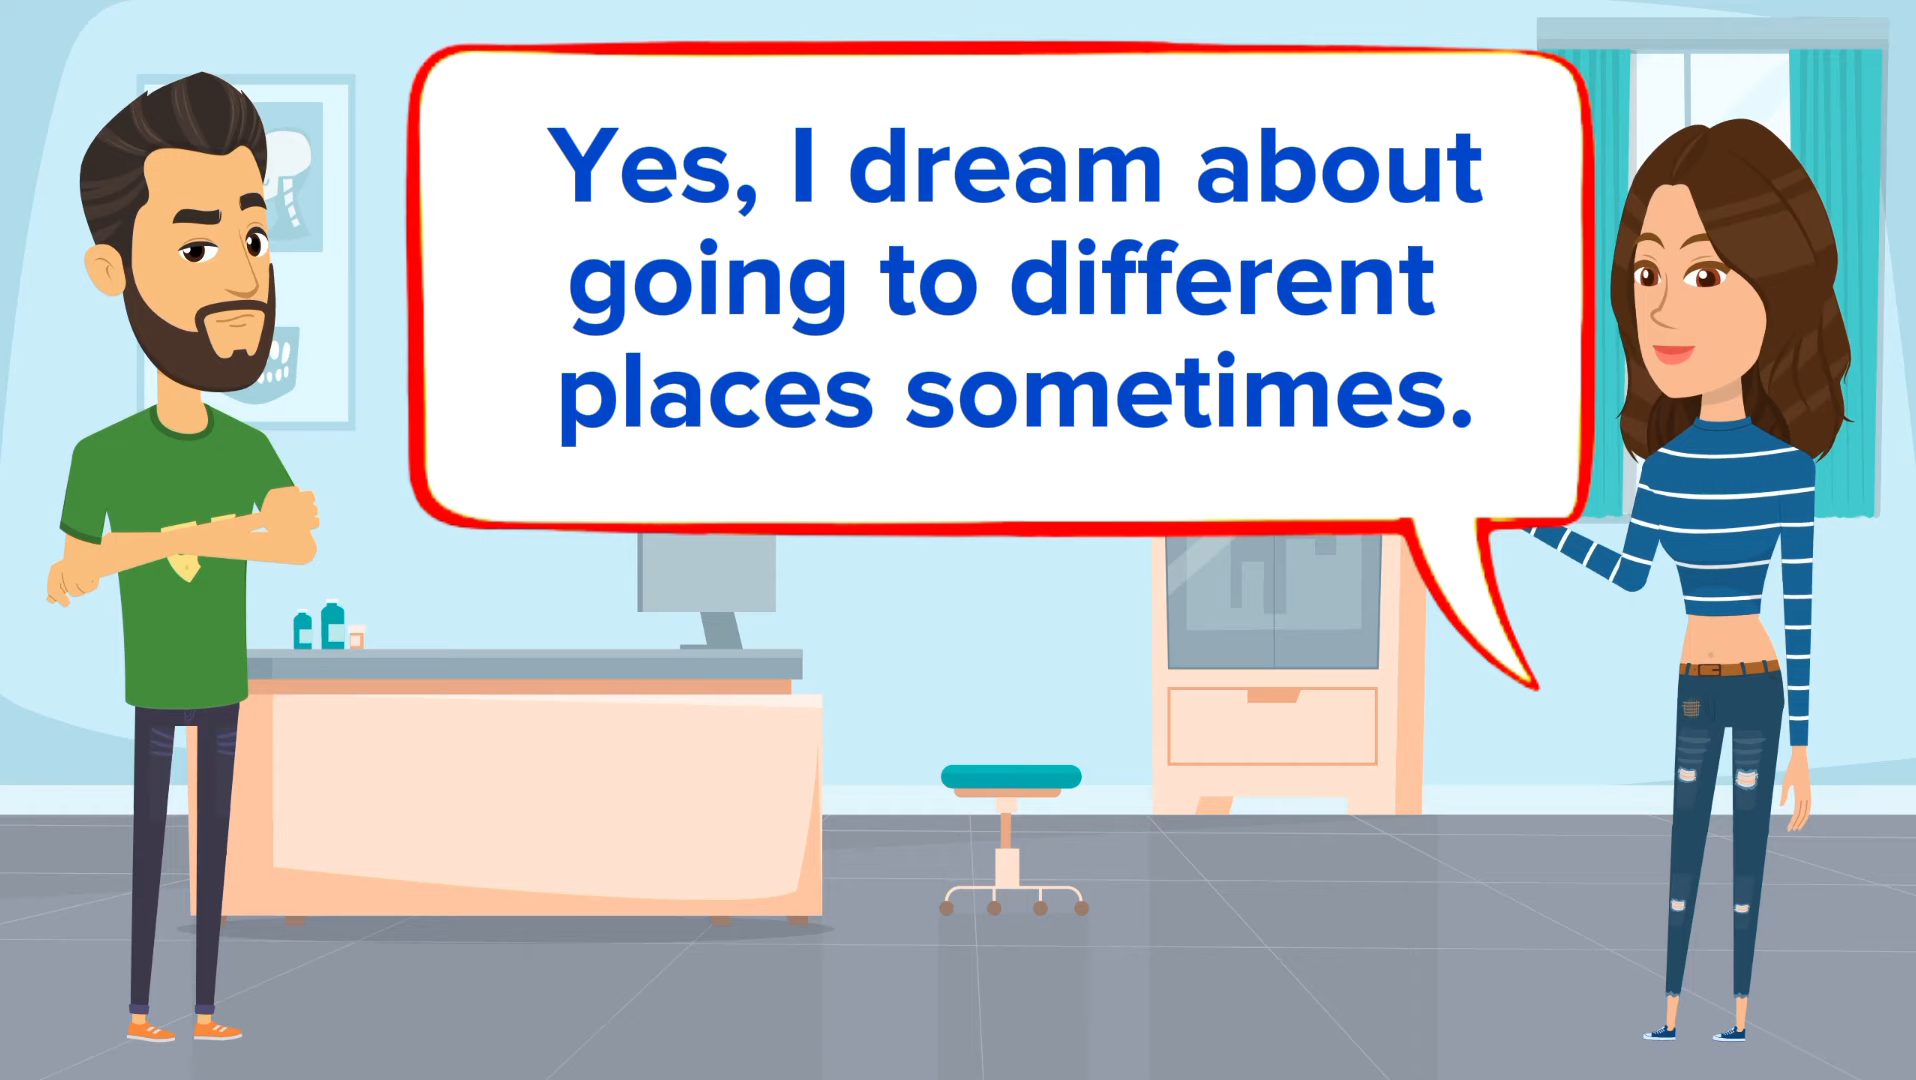 Yes, I dream about
going to different
places sometimes.